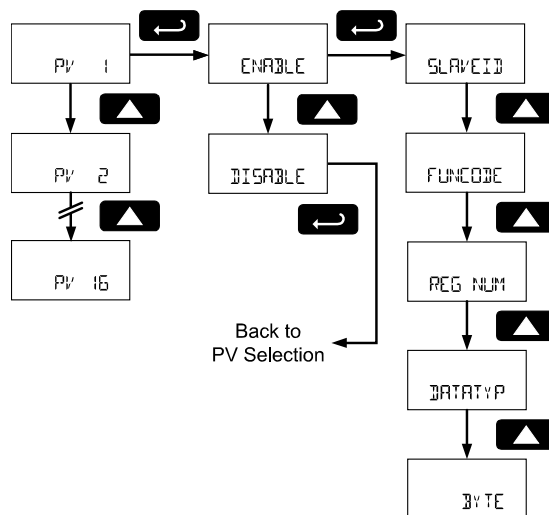 PV 1
ENABLE
SLAVEID
PV 2
DISABLE
FUNCODE
PV 16
REG NUM
Back to
PV Selection
DATATYP
BYTE